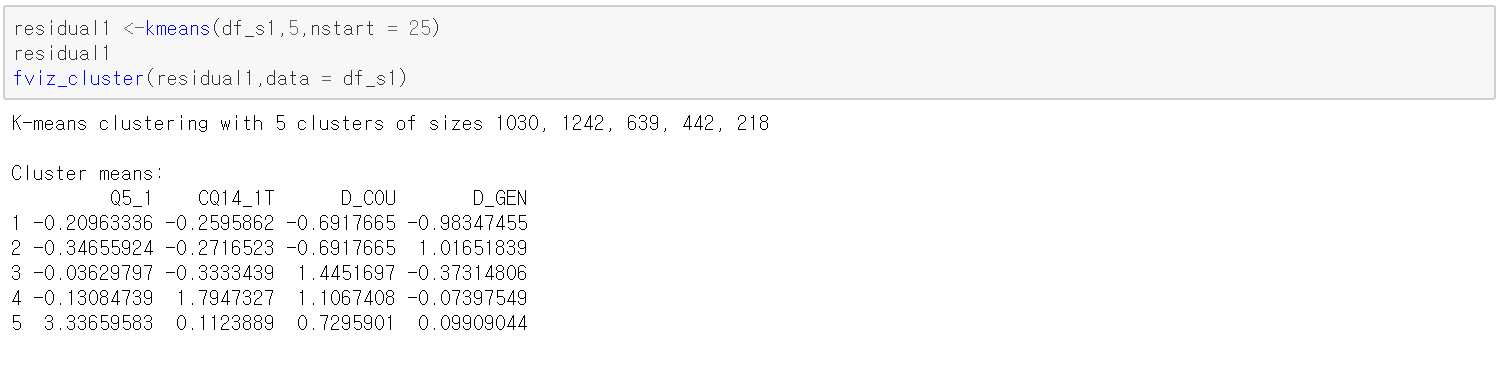 residual1 <-kmeans(df_s1,5,nstart = 25)
residual1
fviz_cluster(residual1,data = df_s1)
K-means clustering with 5 clusters of sizes 1030, 1242, 639, 442, 218
Cluster means:
Q5_1 CQ14_1T D_COU D_GEN
1 -0.20963336 -0.2595862 -0.6917665 -0.98347455
2 -0.34655924 -0.2716523 -0.6917665 1.01651839
3 -0.03629797 -0.3333439 1.4451697 -0.37314806
4 -0.13084739 1.7947327 1.1067408 -0.07397549
5 3.33659583 0.1123889 0.7295901 0.09909044